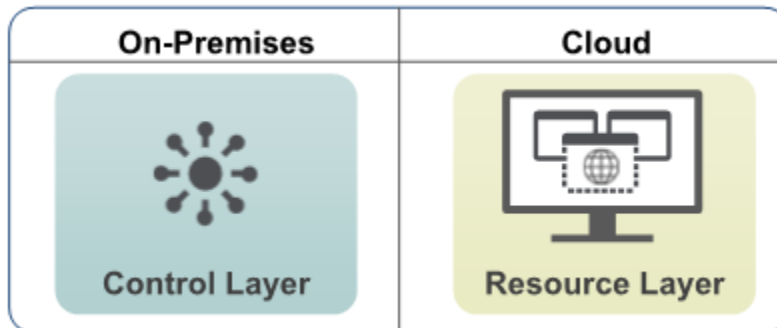 On-Premises
Cloud
Control Layer
Resource Layer